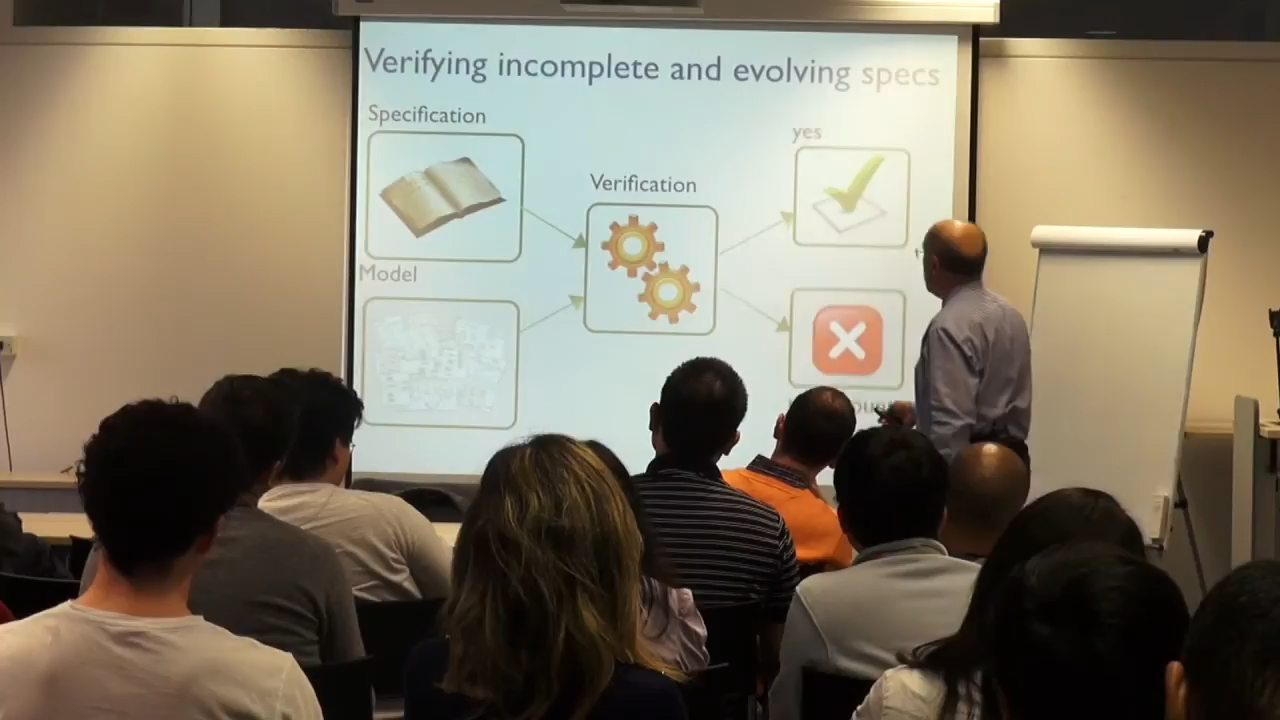 Verifying incomplete and evolving specs
Specification
yes
Verification
Model